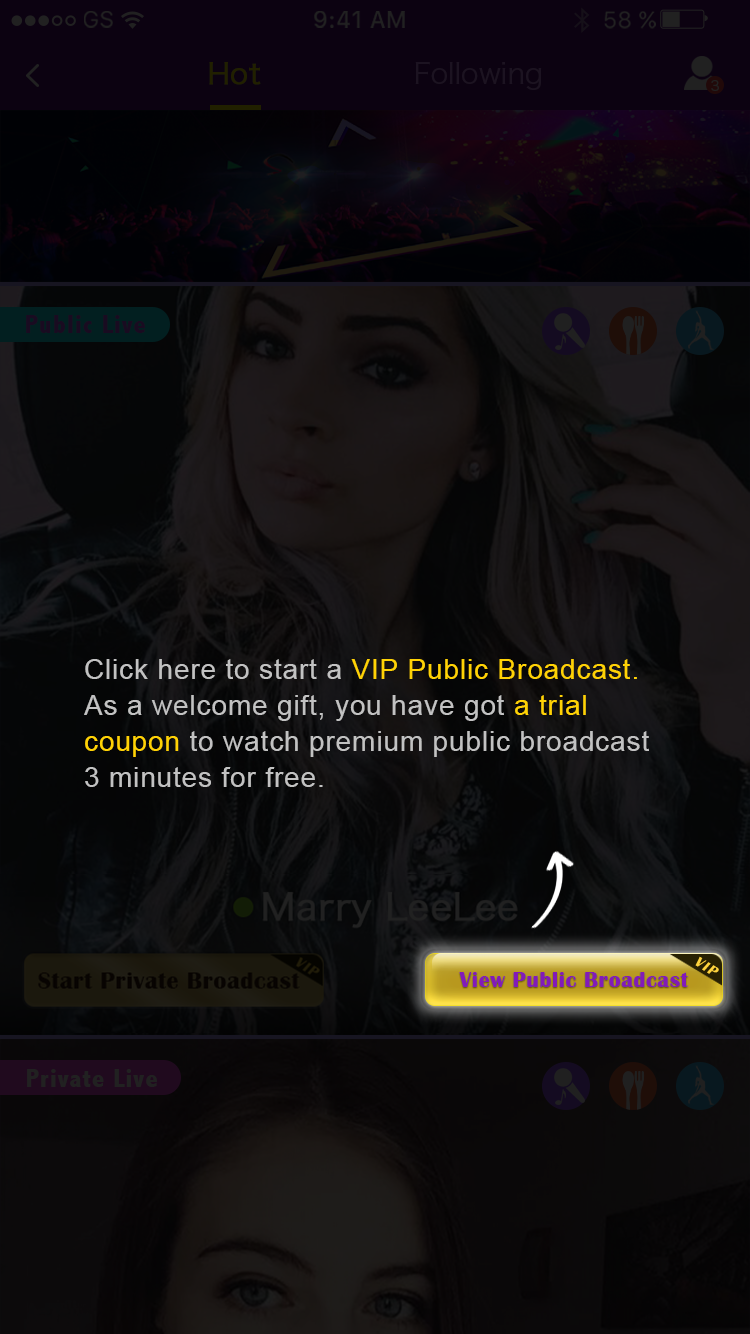 GS 9:41 AM 58 %
Hot Following
3
Public Live
Click here to start a VIP Public Broadcast.
As a welcome gift, you have got a trial
coupon to watch premium public broadcast
3 minutes for free.
Marry LeeLee
Start Private Broadcast VIP
View Public Broadcast VIP
Private Live